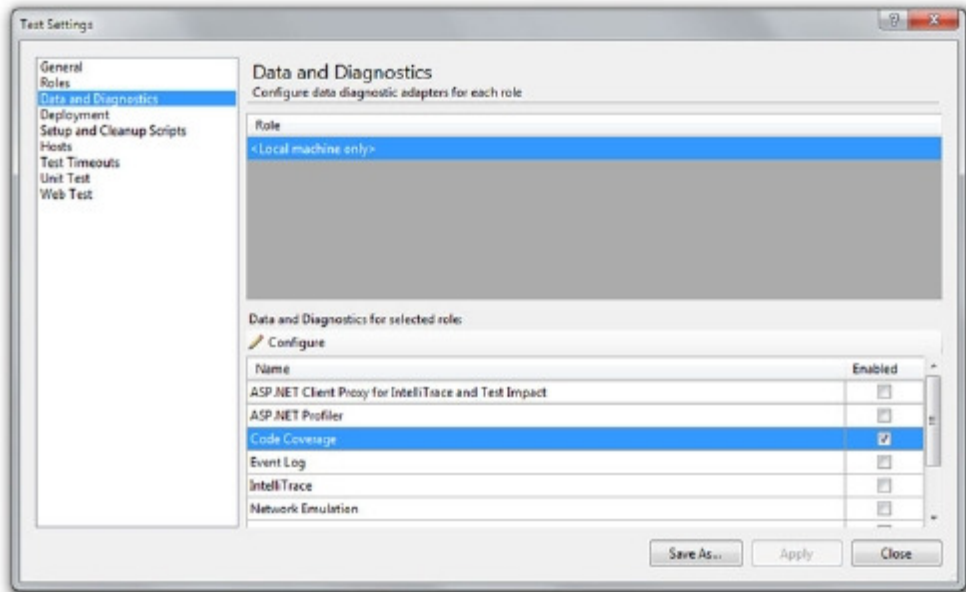 Test Settings
General
Roles
Data and Diagnostics
Deployment
Setup and Cleanup Scripts
Hosts
Test Timeouts
Unit Test
Web Test
Data and Diagnostics
Configure data diagnostic adapters for each role
Role
<Local machine only>
Data and Diagnostics for selected role:
Configure
Name Enabled
ASP.NET Client Proxy for IntelliTrace and Test Impact
ASP.NET Profiler
Code Coverage
Event Log
IntelliTrace
Network Emulation
Save As... Apply Close